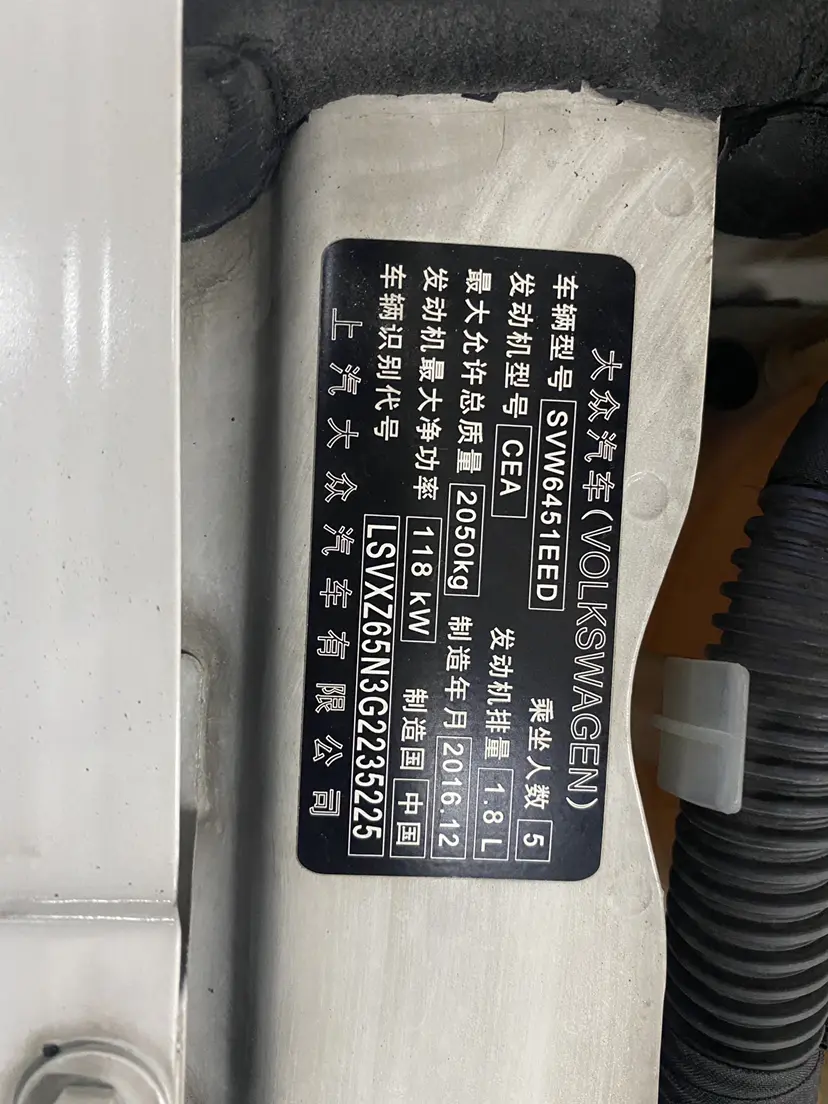 大众汽车(VOLKSWAGEN)
车辆型号 SVW6451EED 乘坐人数 5
发动机型号 CEA 发动机排量 1.8 L
最大允许总质量 2050kg 制造年月 2016.12
发动机最大净功率 118 kW 制造国 中国
车辆识别代号 LSVXZ65N3G2235225
上汽大众汽车有限公司